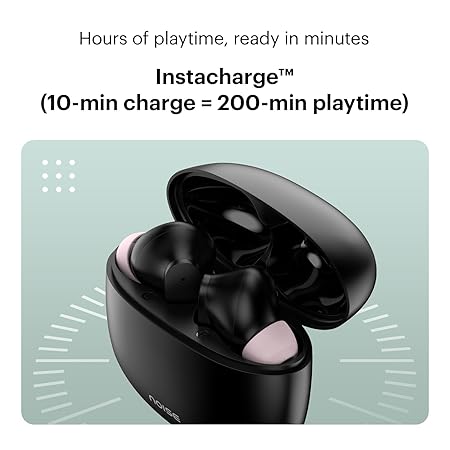 Hours of playtime, ready in minutes
Instacharge™
(10-min charge = 200-min playtime)
NOISE